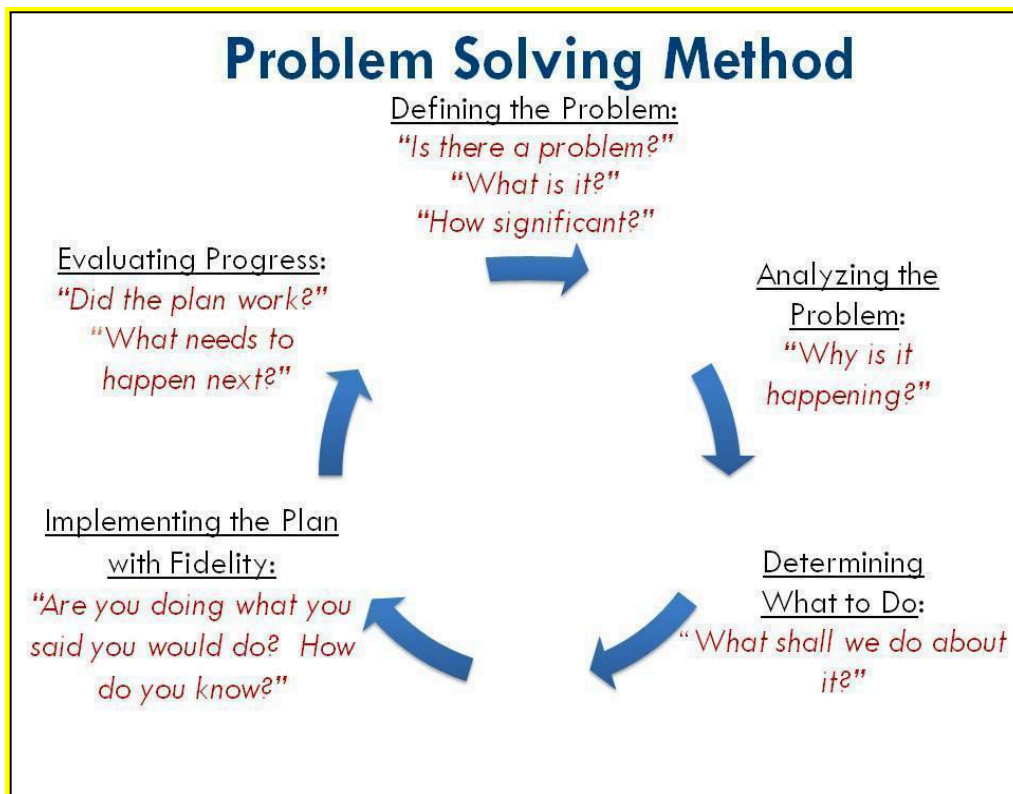 Problem Solving Method
Defining the Problem:
“Is there a problem?”
“What is it?”
“How significant?”
Analyzing the
Problem:
“Why is it
happening?”
Determining
What to Do:
“What shall we do about
it?”
Implementing the Plan
with Fidelity:
“Are you doing what you
said you would do?  How
do you know?”
Evaluating Progress:
“Did the plan work?”
“What needs to
happen next?”